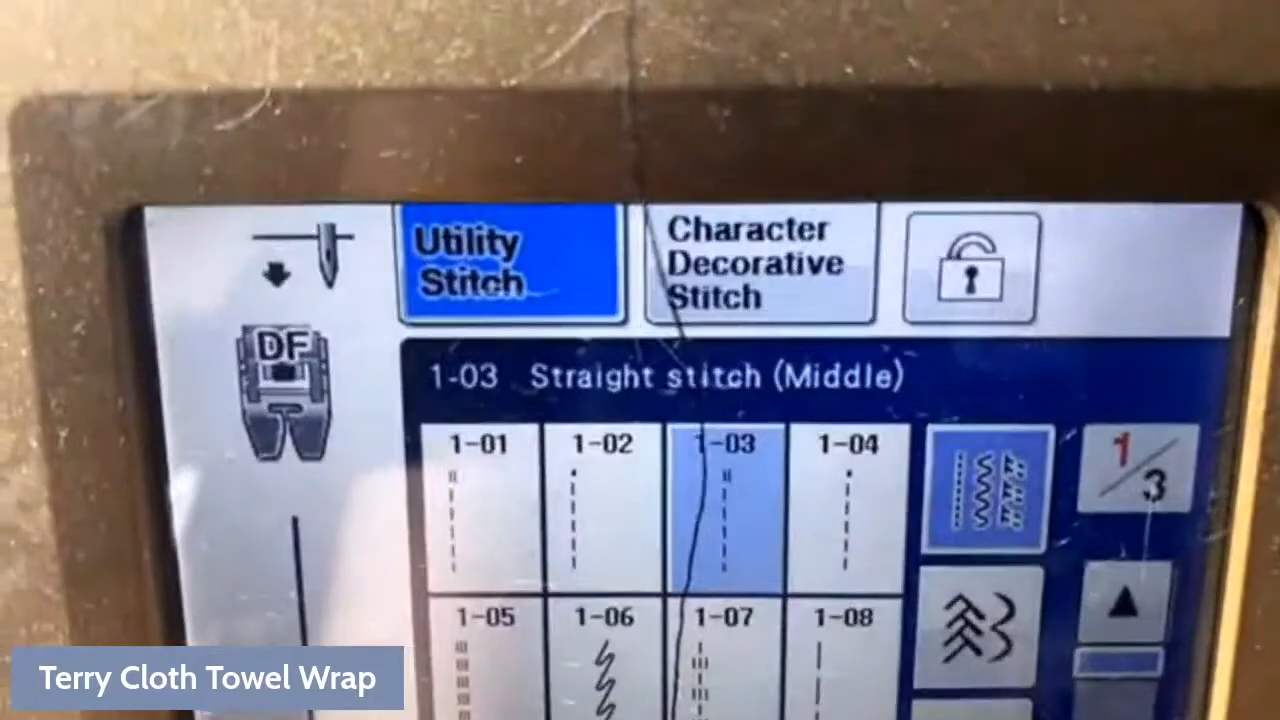 Utility
Stitch
Character
Decorative
Stitch
DF
1-03 Straight stitch (Middle)
1-01 1-02 1-03 1-04
1/3
1-05 1-06 1-07 1-08
Terry Cloth Towel Wrap